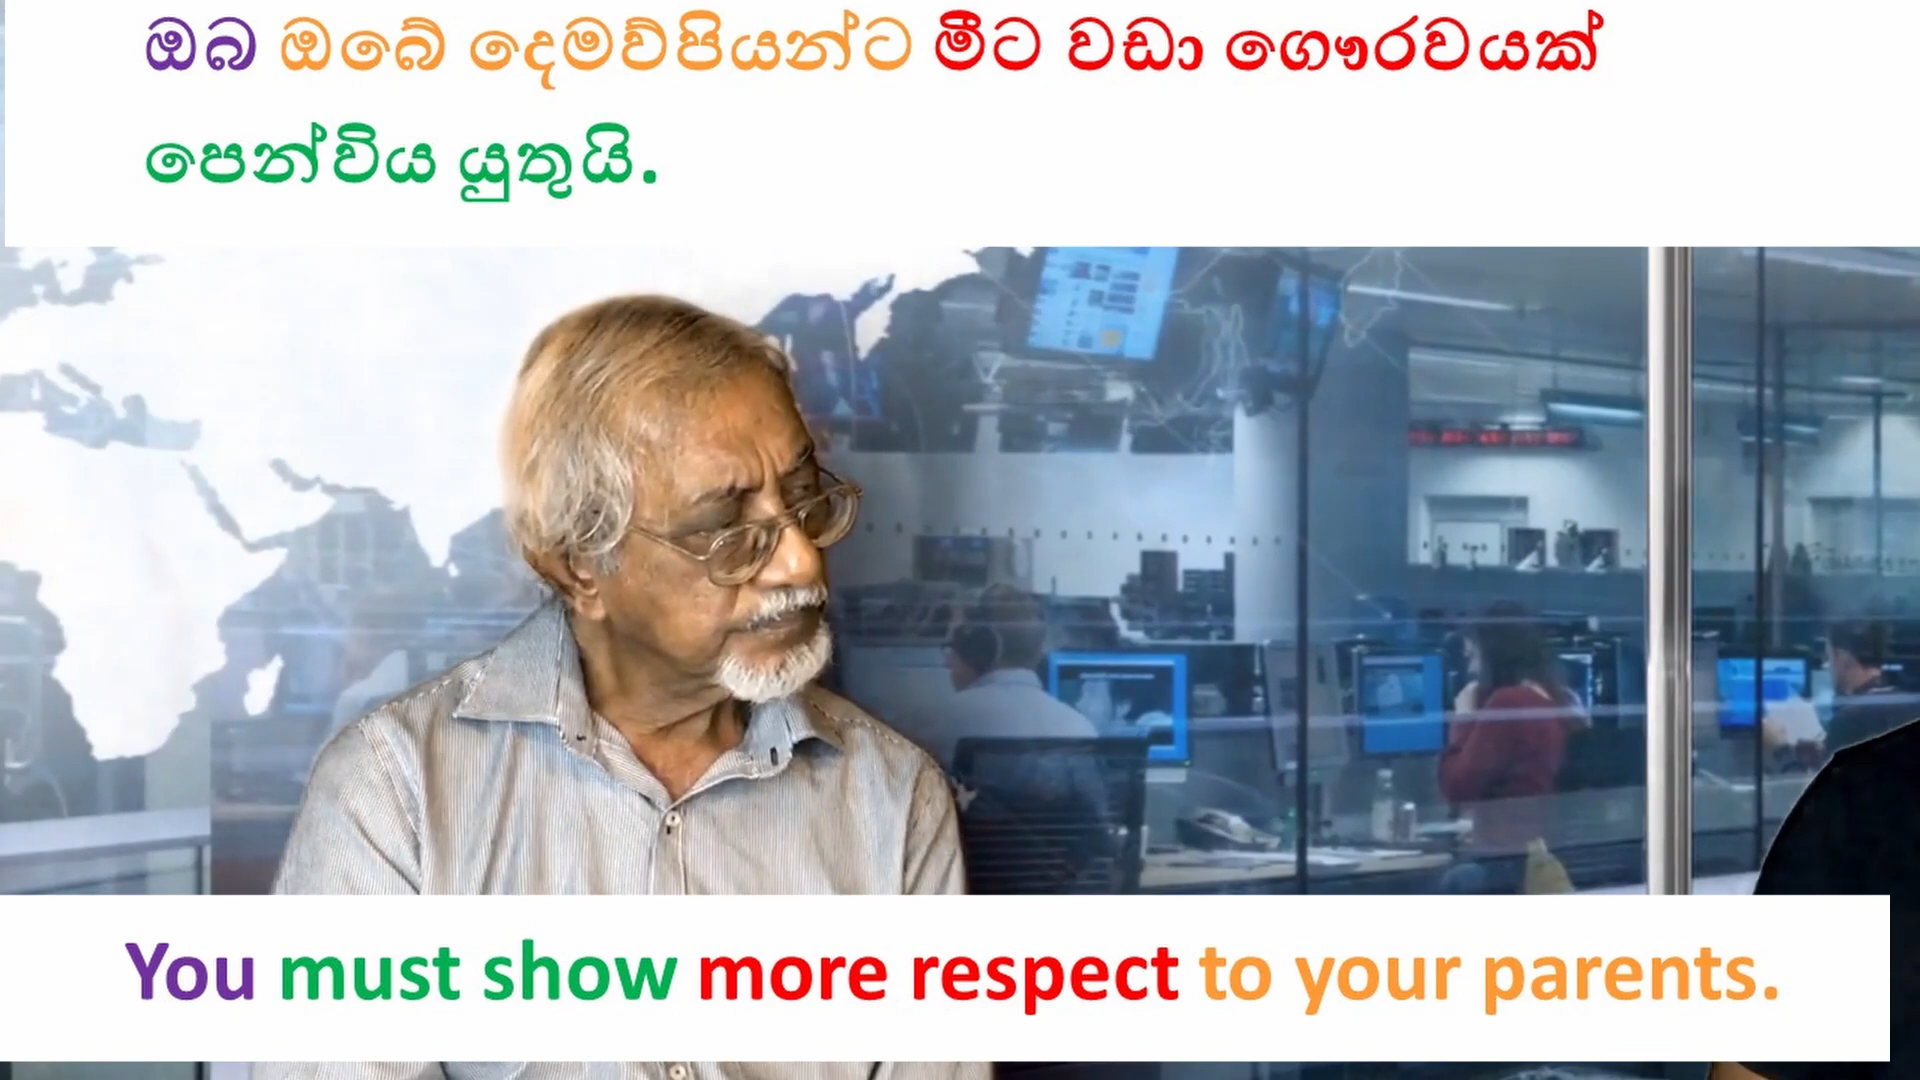 ඔබ ඔබේ දෙමව්පියන්ට මීට වඩා ගෞරවයක්
පෙන්විය යුතුයි.
You must show more respect to your parents.